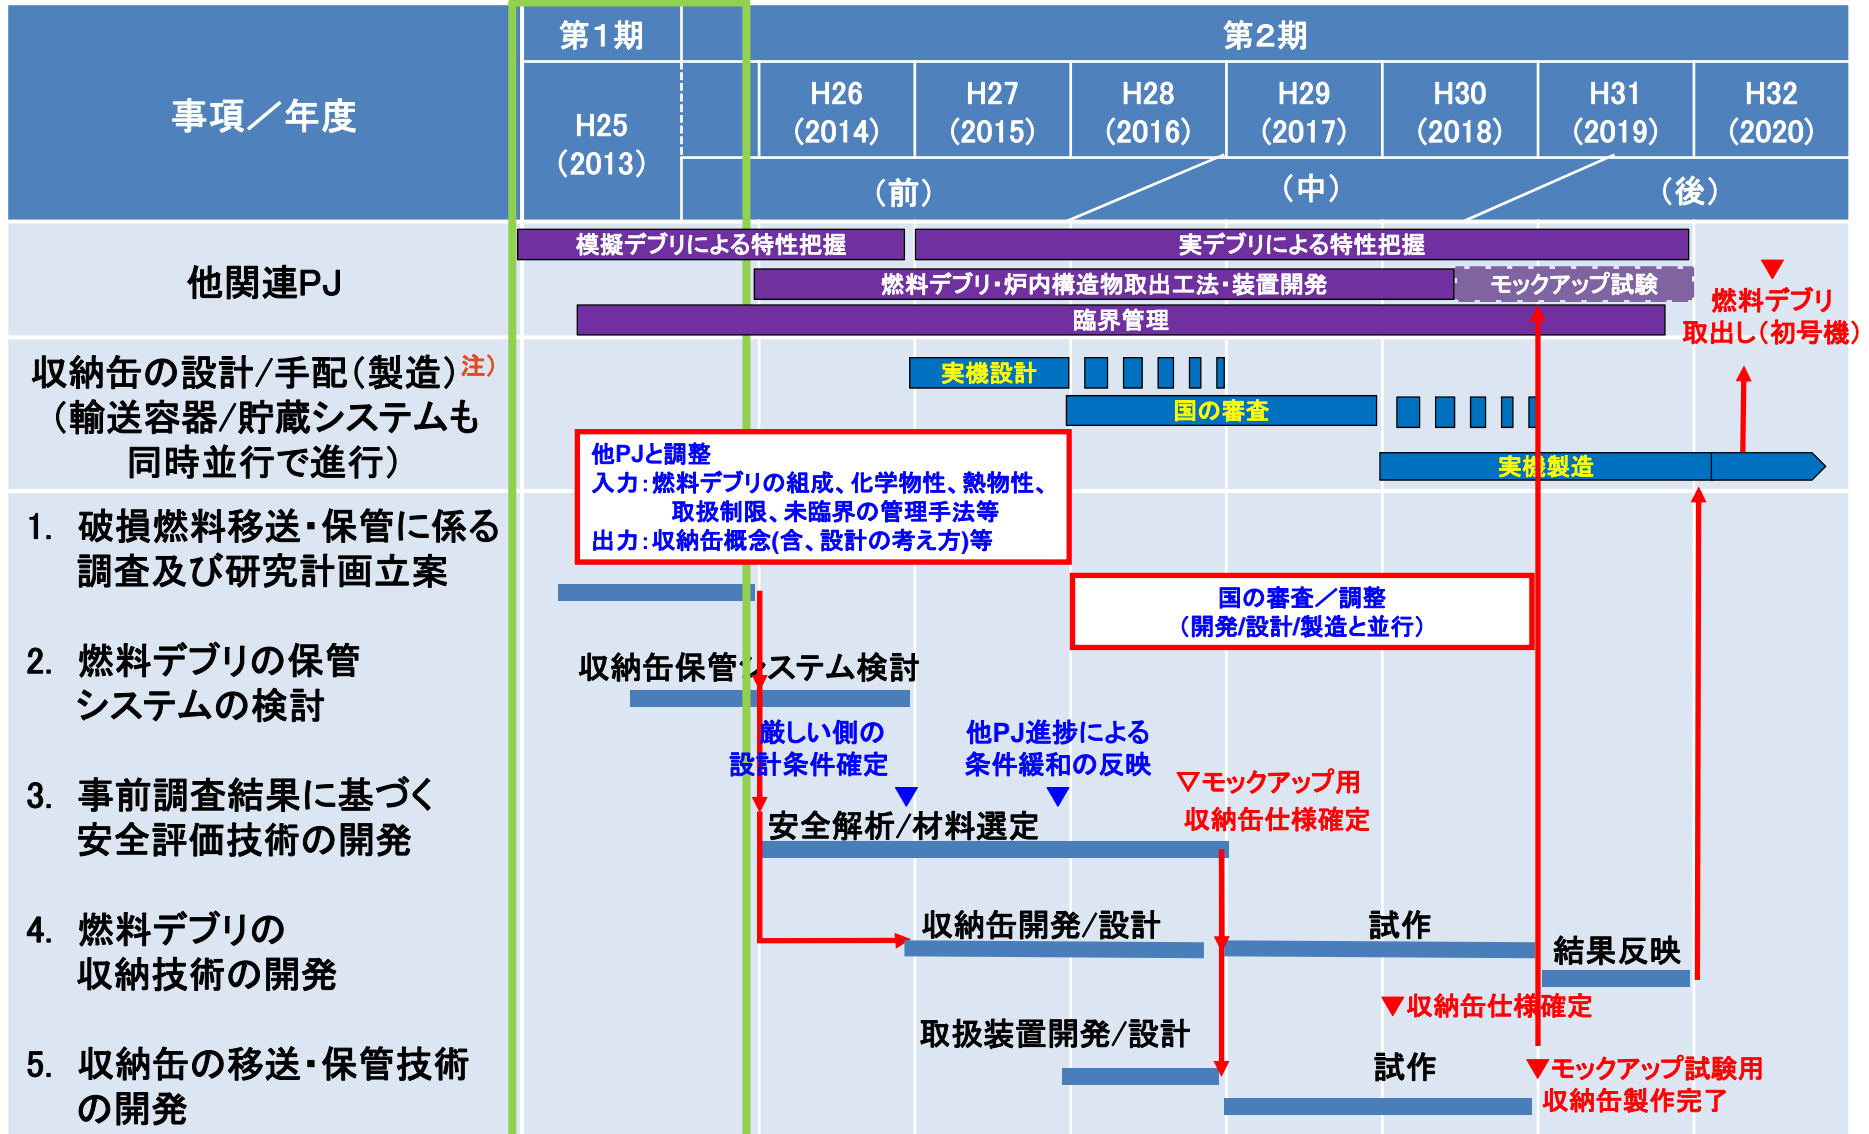 事項／年度
第１期
第２期
H25
（2013）
H26
（2014）
H27
（2015）
H28
（2016）
H29
（2017）
H30
（2018）
H31
（2019）
H32
（2020）
（前）
（中）
（後）
他関連PJ
模擬デブリによる特性把握
実デブリによる特性把握
燃料デブリ・炉内構造物取出工法・装置開発
モックアップ試験
臨界管理
燃料デブリ
取出し（初号機）
収納缶の設計/手配（製造）注）
（輸送容器/貯蔵システムも
同時並行で進行）
実機設計
国の審査
実機製造
他PJと調整
入力：燃料デブリの組成、化学物性、熱物性、
取扱制限、未臨界の管理手法等
出力：収納缶概念(含、設計の考え方)等
国の審査／調整
（開発/設計/製造と並行）
1. 破損燃料移送・保管に係る
調査及び研究計画立案
2. 燃料デブリの保管
システムの検討
収納缶保管システム検討
厳しい側の
設計条件確定
他PJ進捗による
条件緩和の反映
3. 事前調査結果に基づく
安全評価技術の開発
安全解析/材料選定
▽モックアップ用
収納缶仕様確定
4. 燃料デブリの
収納技術の開発
収納缶開発/設計
試作
結果反映
▼収納缶仕様確定
5. 収納缶の移送・保管技術
の開発
取扱装置開発/設計
試作
▼モックアップ試験用
収納缶製作完了